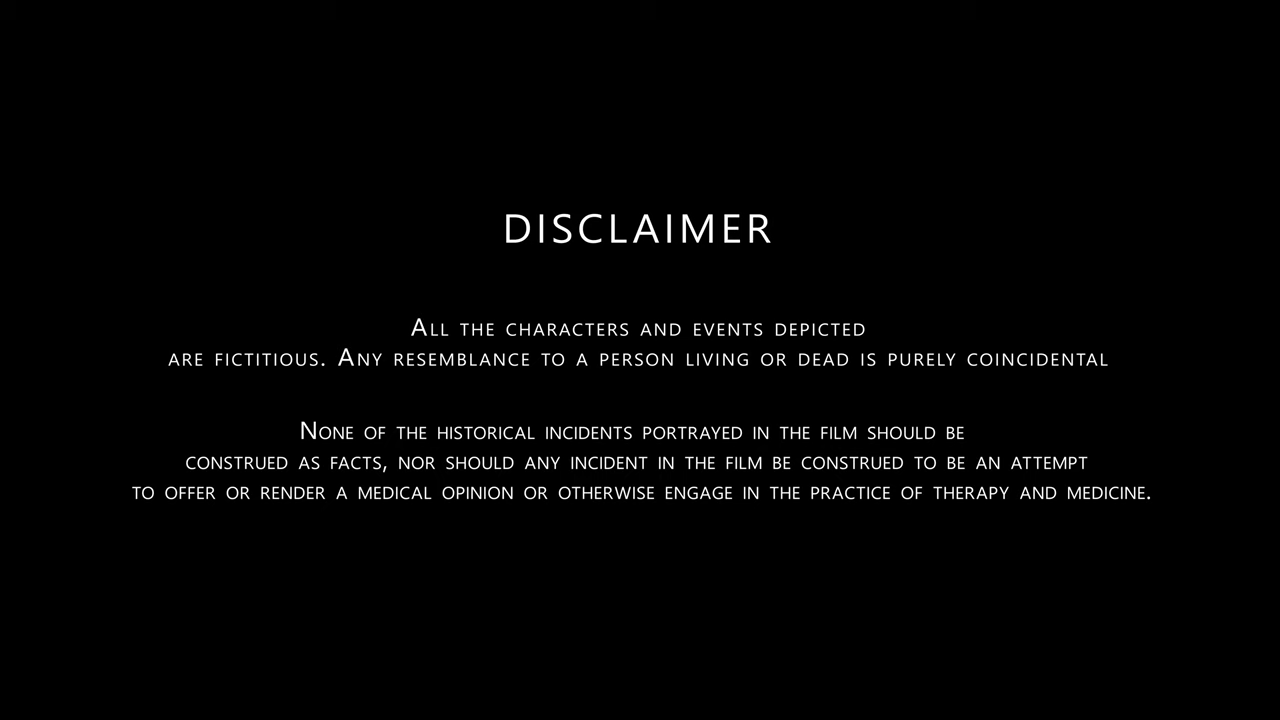 DISCLAIMER
All the characters and events depicted
are fictitious. Any resemblance to a person living or dead is purely coincidental
None of the historical incidents portrayed in the film should be
construed as facts, nor should any incident in the film be construed to be an attempt
to offer or render a medical opinion or otherwise engage in the practice of therapy and medicine.